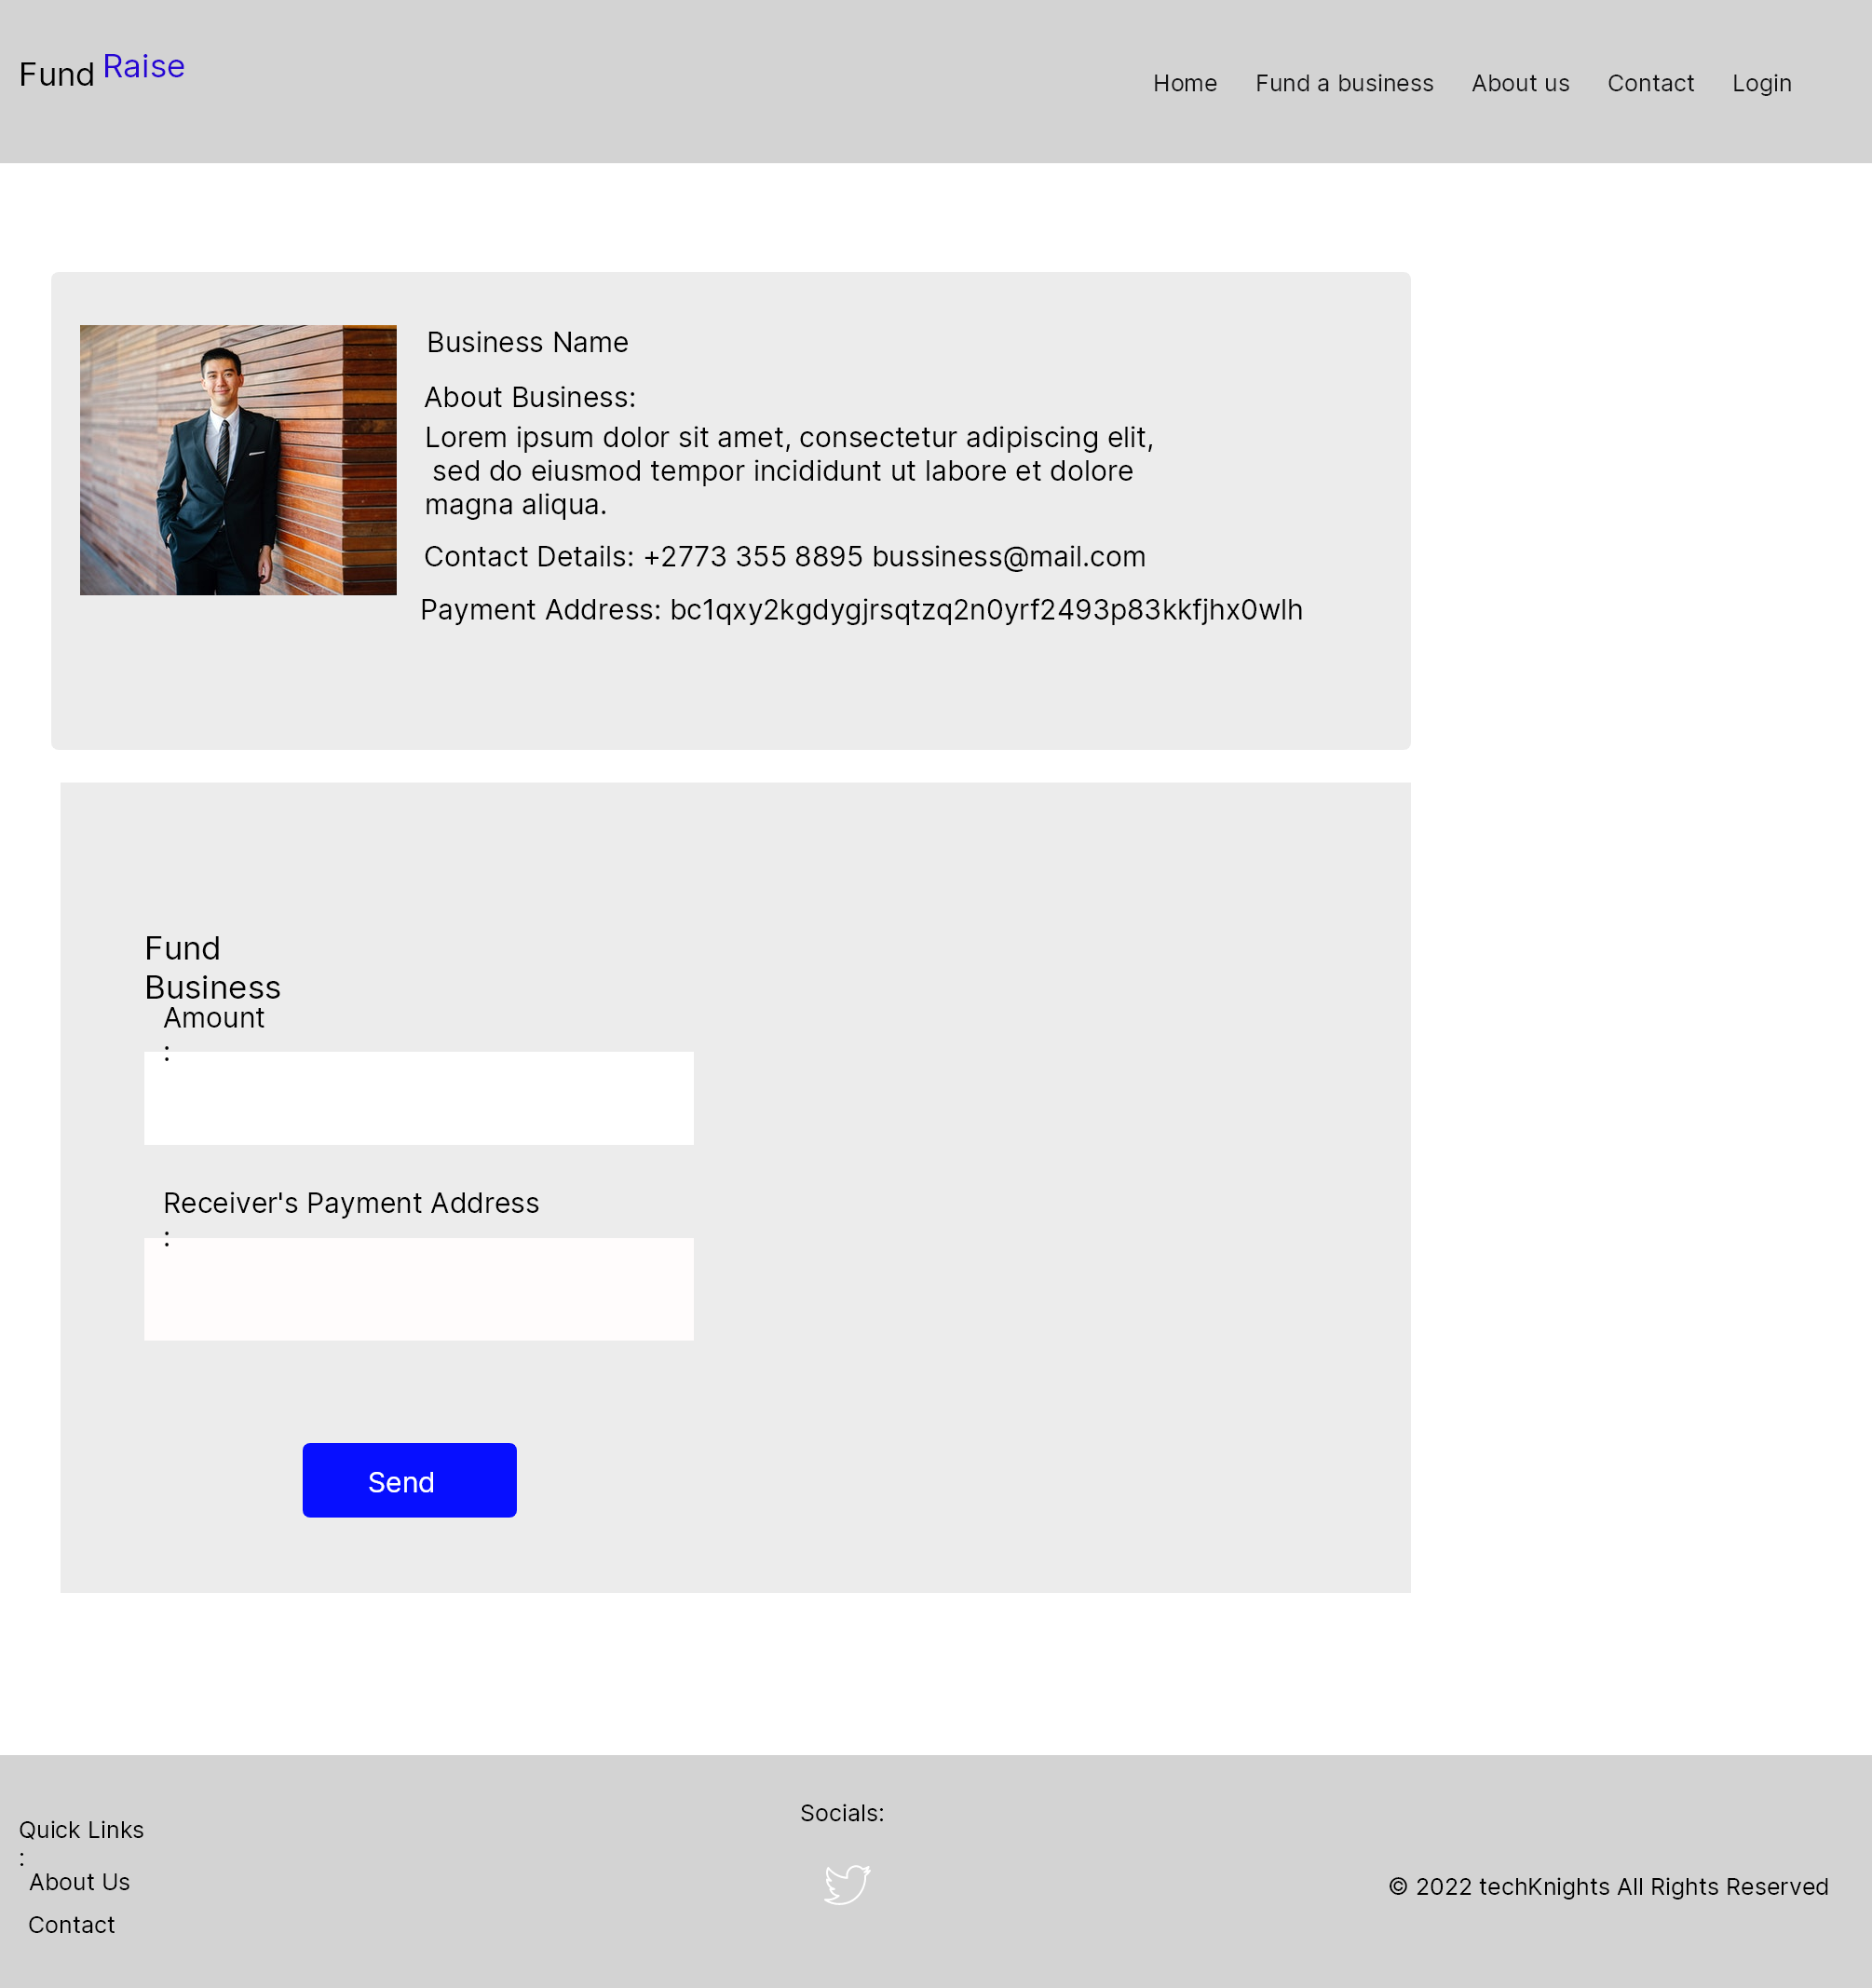 Fund Raise
Home Fund a business About us Contact Login
Business Name
About Business:
Lorem ipsum dolor sit amet, consectetur adipiscing elit,
sed do eiusmod tempor incididunt ut labore et dolore
magna aliqua.
Contact Details: +2773 355 8895 bussiness@mail.com
Payment Address: bc1qxy2kgdygjrsqtzq2n0yrf2493p83kkfjhx0wlh
Fund
Business
Amount
:
Receiver's Payment Address
:
Send
Quick Links
:
About Us
Contact
Socials:
© 2022 techKnights All Rights Reserved